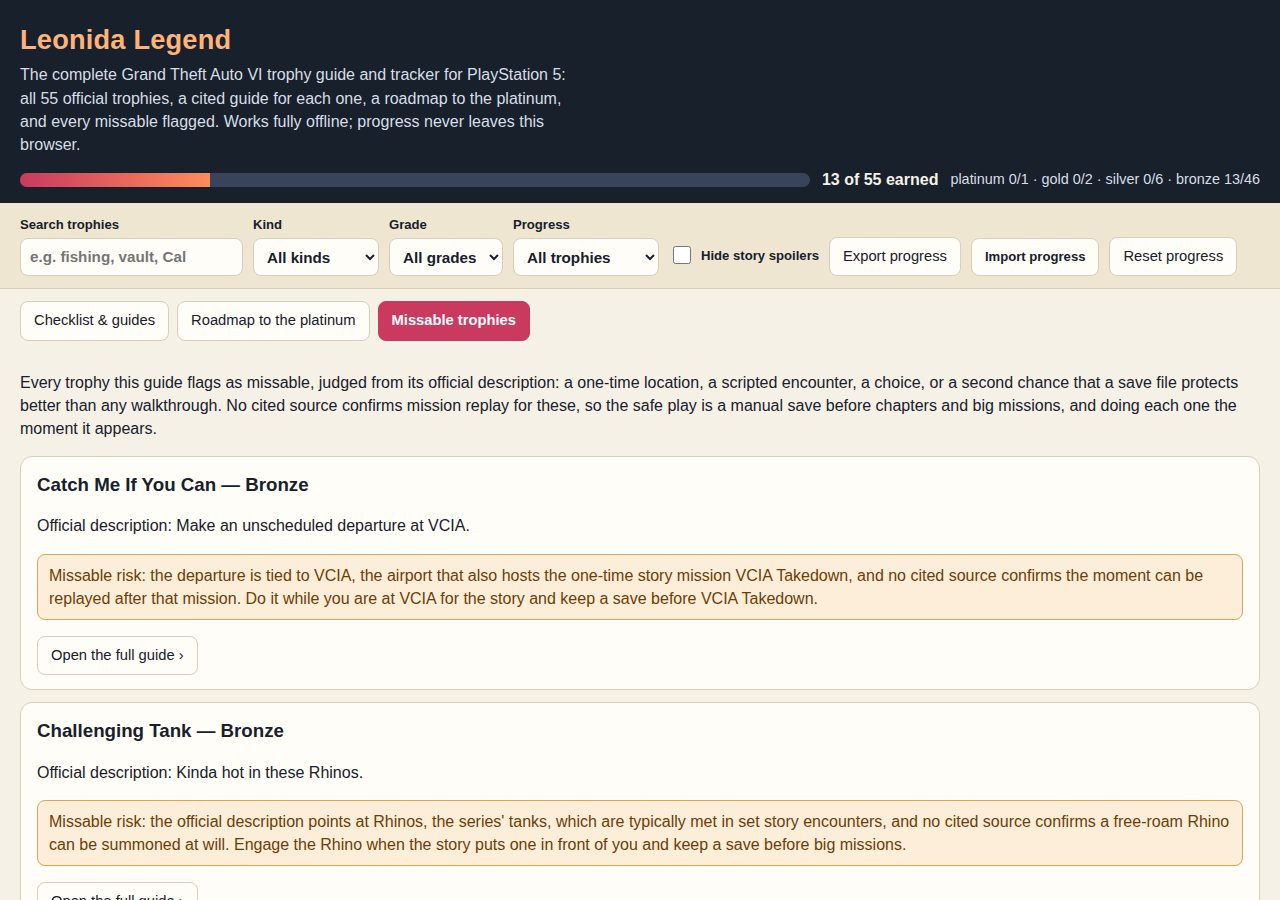 Leonida Legend
The complete Grand Theft Auto VI trophy guide and tracker for PlayStation 5:
all 55 official trophies, a cited guide for each one, a roadmap to the platinum,
and every missable flagged. Works fully offline; progress never leaves this
browser.
13 of 55 earned platinum 0/1 · gold 0/2 · silver 0/6 · bronze 13/46
Search trophies Kind Grade Progress
e.g. fishing, vault, Cal All kinds All grades All trophies Hide story spoilers Export progress Import progress Reset progress
Checklist & guides Roadmap to the platinum Missable trophies
Every trophy this guide flags as missable, judged from its official description: a one-time location, a scripted encounter, a choice, or a second chance that a save file protects
better than any walkthrough. No cited source confirms mission replay for these, so the safe play is a manual save before chapters and big missions, and doing each one the
moment it appears.
Catch Me If You Can — Bronze
Official description: Make an unscheduled departure at VCIA.
Missable risk: the departure is tied to VCIA, the airport that also hosts the one-time story mission VCIA Takedown, and no cited source confirms the moment can be
replayed after that mission. Do it while you are at VCIA for the story and keep a save before VCIA Takedown.
Open the full guide ›
Challenging Tank — Bronze
Official description: Kinda hot in these Rhinos.
Missable risk: the official description points at Rhinos, the series' tanks, which are typically met in set story encounters, and no cited source confirms a free-roam Rhino
can be summoned at will. Engage the Rhino when the story puts one in front of you and keep a save before big missions.
Open the full guide ›